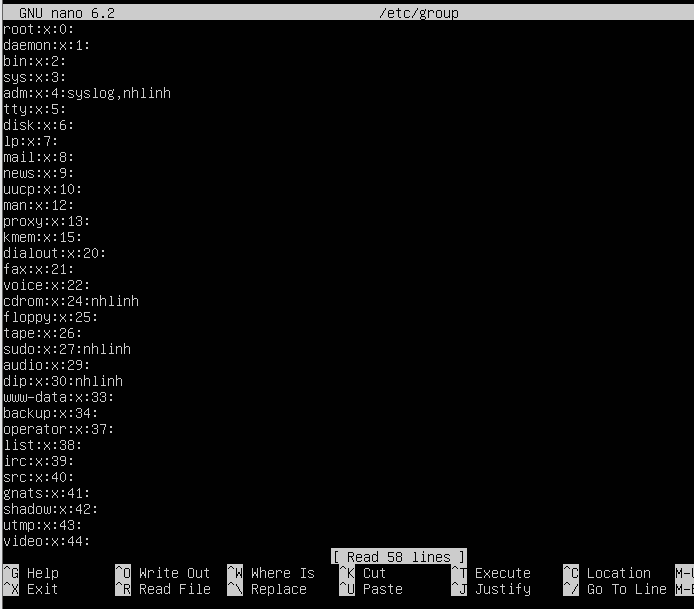 GNU nano 6.2 /etc/group
root:x:0:
daemon:x:1:
bin:x:2:
sys:x:3:
adm:x:4:syslog,nhlinh
tty:x:5:
disk:x:6:
lp:x:7:
mail:x:8:
news:x:9:
uucp:x:10:
man:x:12:
proxy:x:13:
kmem:x:15:
dialout:x:20:
fax:x:21:
voice:x:22:
cdrom:x:24:nhlinh
floppy:x:25:
tape:x:26:
sudo:x:27:nhlinh
audio:x:29:
dip:x:30:nhlinh
www-data:x:33:
backup:x:34:
operator:x:37:
list:x:38:
irc:x:39:
src:x:40:
gnats:x:41:
shadow:x:42:
utmp:x:43:
video:x:44:
[ Read 58 lines ]
^G Help ^O Write Out ^W Where Is ^K Cut ^T Execute ^C Location
^X Exit ^R Read File ^\ Replace ^U Paste ^J Justify ^/ Go To Line